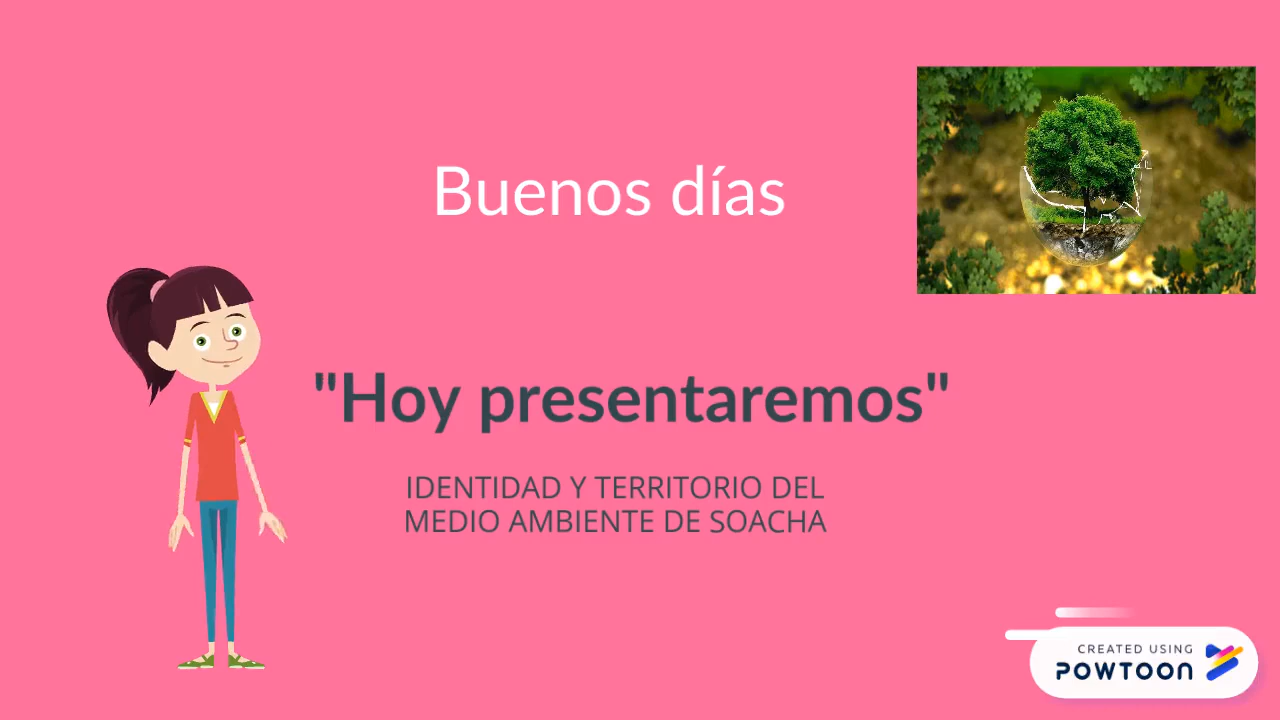 Buenos días
"Hoy presentaremos"
IDENTIDAD Y TERRITORIO DEL
MEDIO AMBIENTE DE SOACHA
CREATED USING
POWTOON